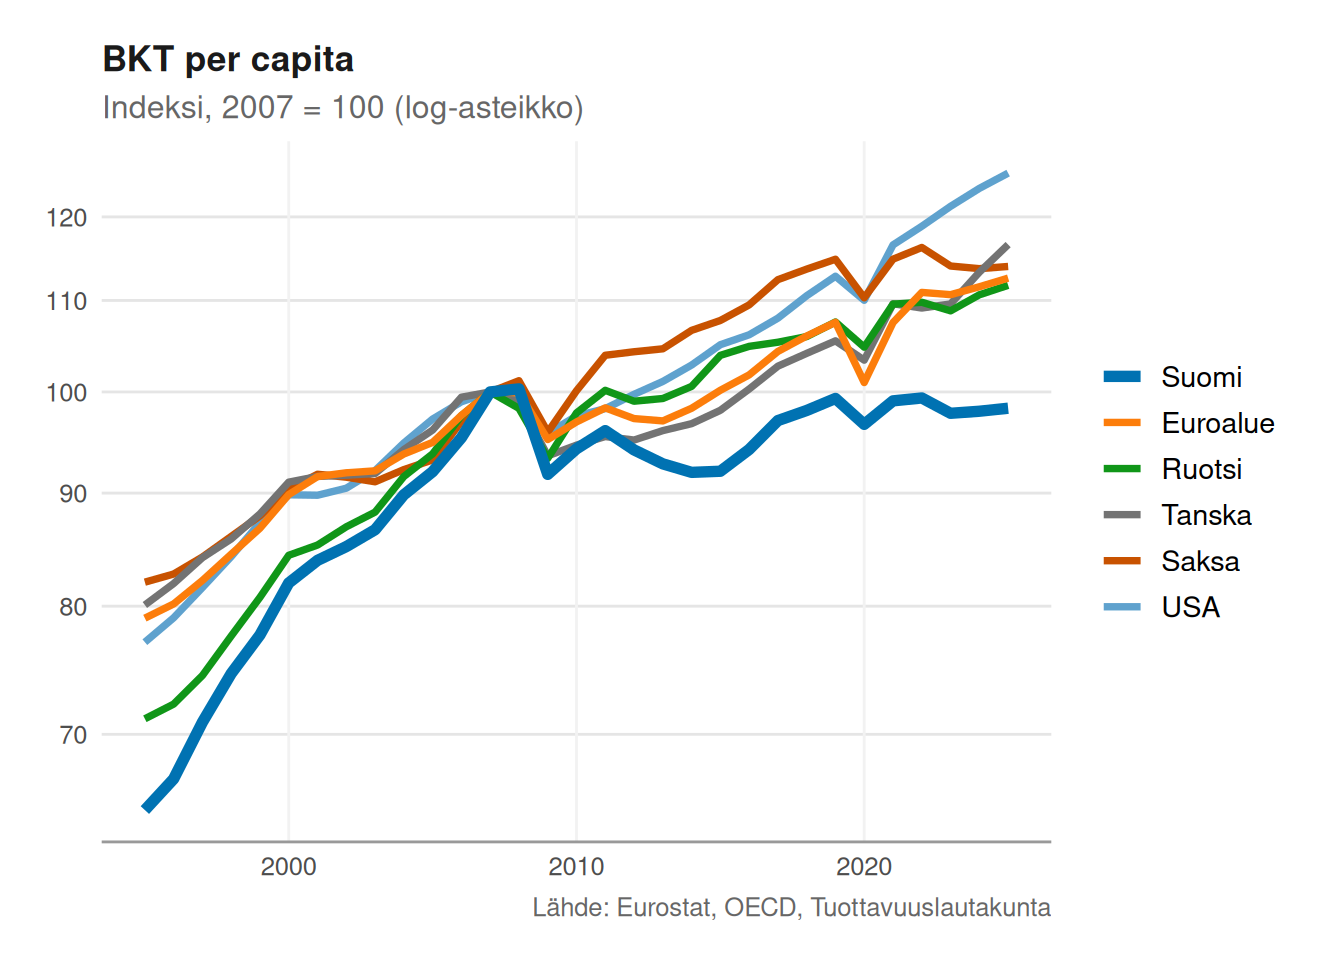 BKT per capita
Indeksi, 2007 = 100 (log-asteikko)
120
110
100
90
80
70
2000
2010
2020
Suomi
Euroalue
Ruotsi
Tanska
Saksa
USA
Lähde: Eurostat, OECD, Tuottavuuslautakunta